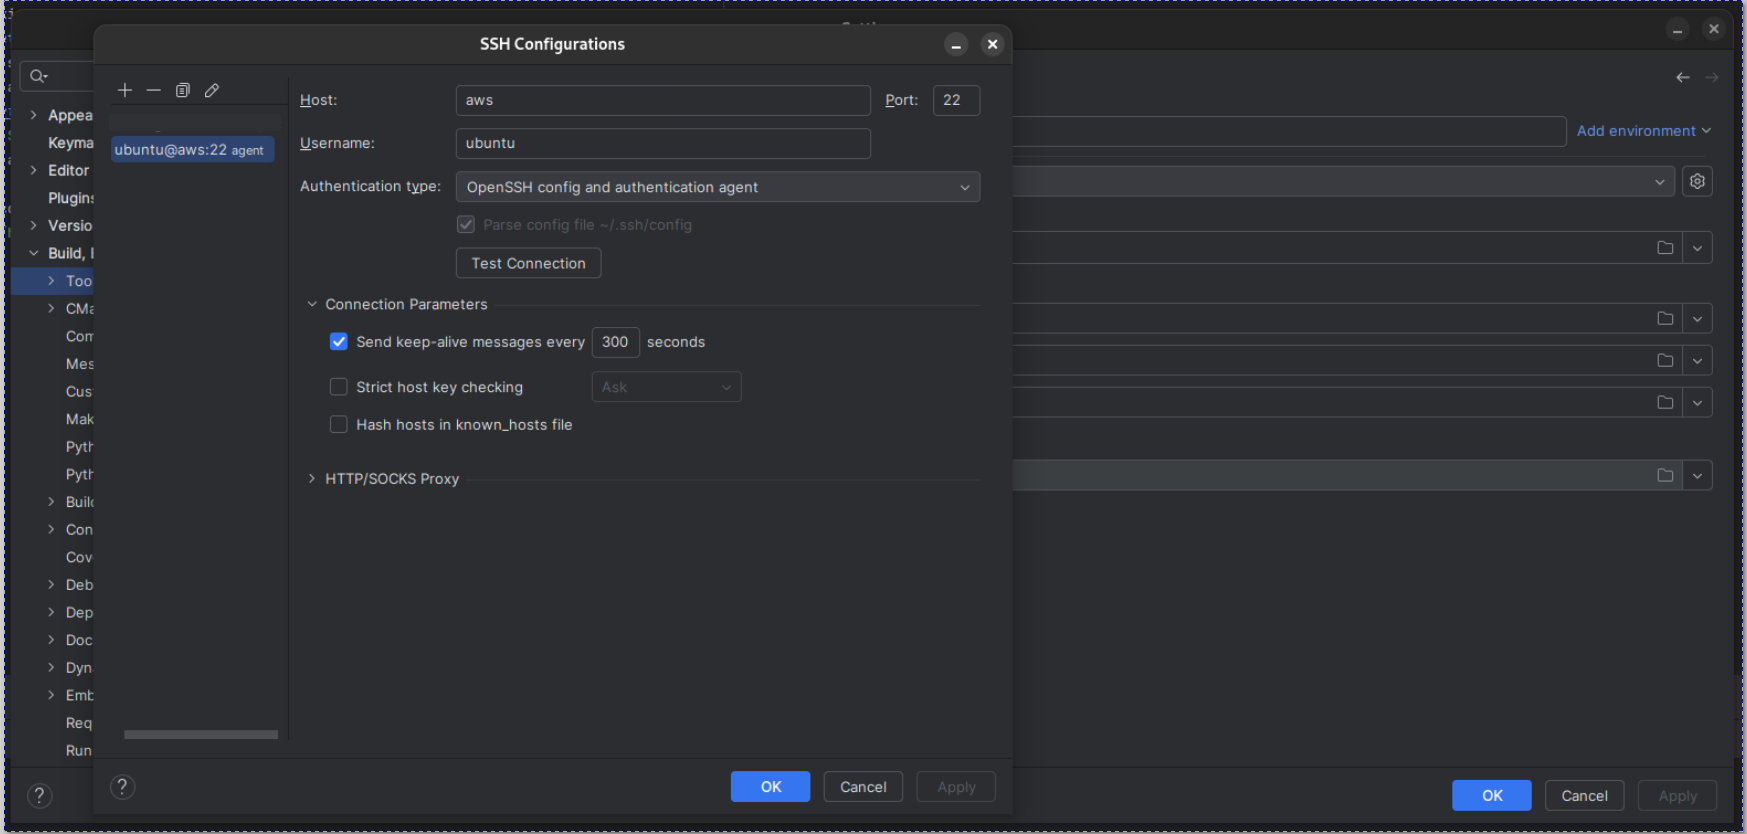 SSH Configurations
Host:
aws
Port:
22
ubuntu@aws:22 agent
Username:
ubuntu
Authentication type:
OpenSSH config and authentication agent
Parse config file ~/.ssh/config
Test Connection
Connection Parameters
Send keep-alive messages every
300
seconds
Strict host key checking
Ask
Hash hosts in known_hosts file
HTTP/SOCKS Proxy
?
OK
Cancel
Apply
Appea
Keyma
Editor
Plugins
Versio
Build,
Too
CMa
Com
Mes
Cus
Mak
Pyth
Pyth
Build
Con
Cov
Deb
Dep
Doc
Dyn
Emb
Req
Run
Add environment
?
OK
Cancel
Apply